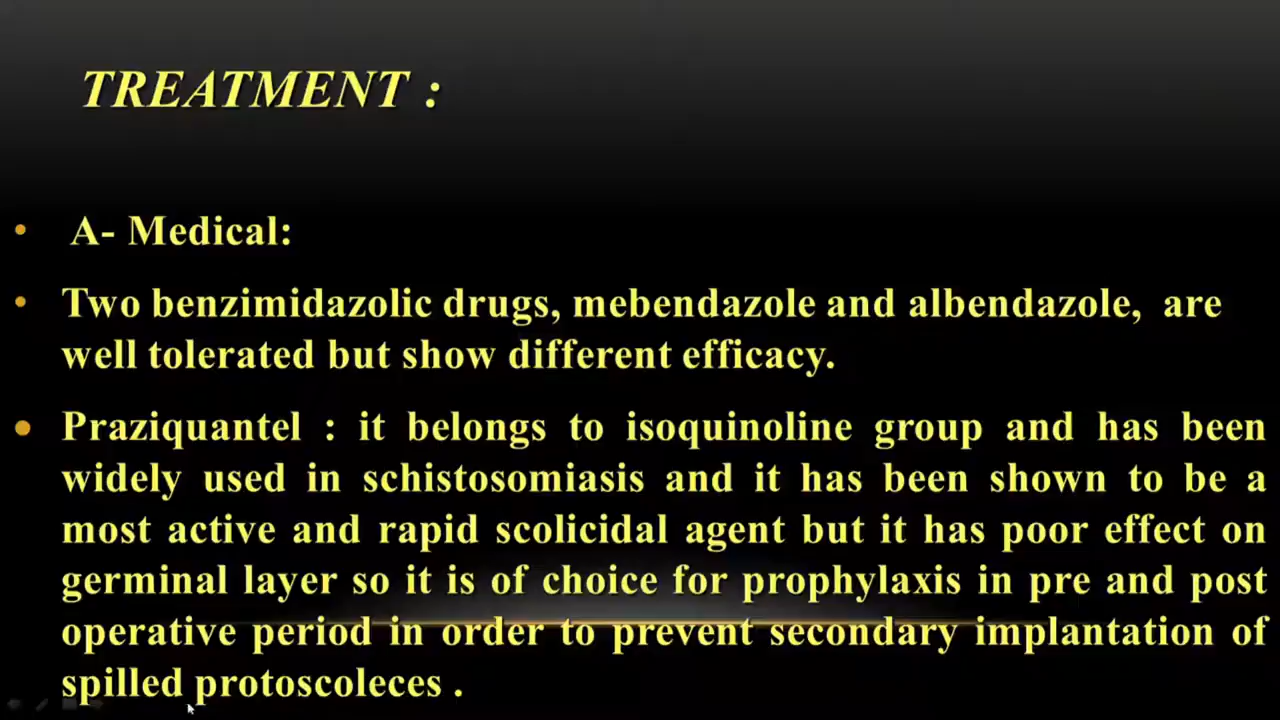 TREATMENT :
• A- Medical:
• Two benzimidazolic drugs, mebendazole and albendazole, are
well tolerated but show different efficacy.
• Praziquantel : it belongs to isoquinoline group and has been
widely used in schistosomiasis and it has been shown to be a
most active and rapid scolicidal agent but it has poor effect on
germinal layer so it is of choice for prophylaxis in pre and post
operative period in order to prevent secondary implantation of
spilled protoscoleces .